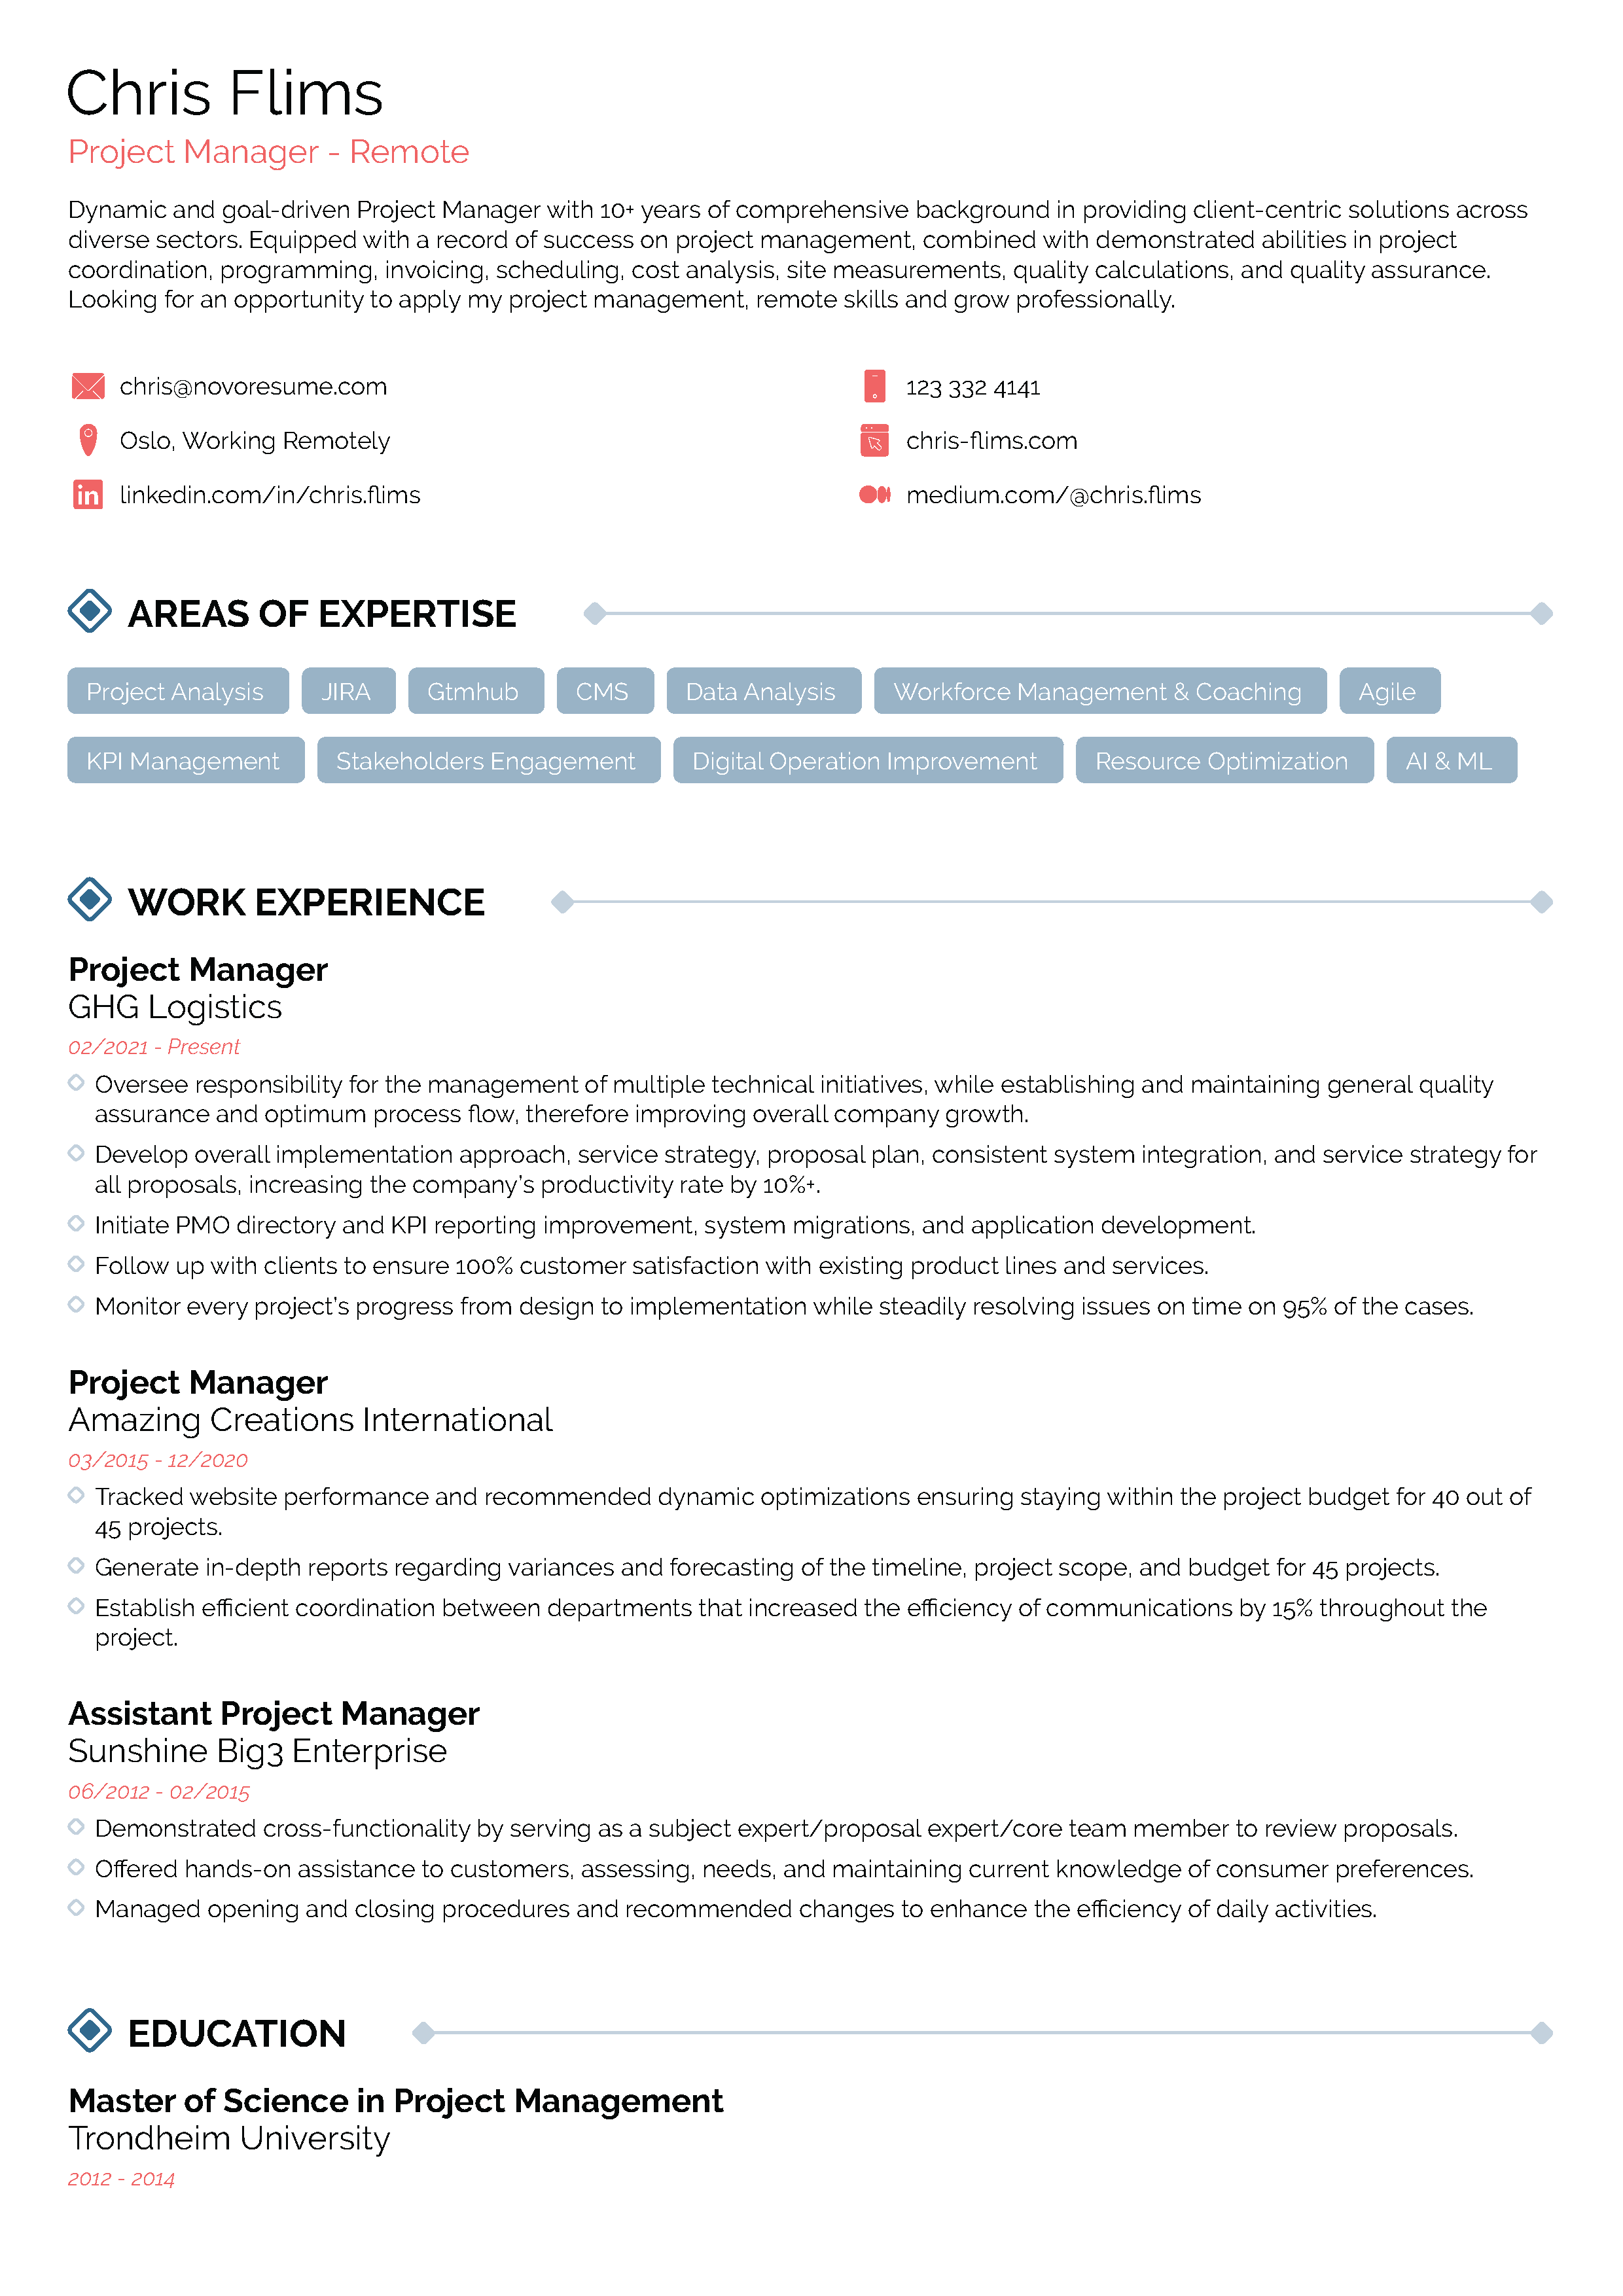 Chris Flims
Project Manager - Remote
Dynamic and goal-driven Project Manager with 10+ years of comprehensive background in providing client-centric solutions across
diverse sectors. Equipped with a record of success on project management, combined with demonstrated abilities in project
coordination, programming, invoicing, scheduling, cost analysis, site measurements, quality calculations, and quality assurance.
Looking for an opportunity to apply my project management, remote skills and grow professionally.
chris@novoresume.com
123 332 4141
Oslo, Working Remotely
chris-flims.com
linkedin.com/in/chris.flims
medium.com/@chris.flims
AREAS OF EXPERTISE
Project Analysis JIRA Gtmhub CMS Data Analysis Workforce Management & Coaching Agile
KPI Management Stakeholders Engagement Digital Operation Improvement Resource Optimization AI & ML
WORK EXPERIENCE
Project Manager
GHG Logistics
02/2021 - Present
Oversee responsibility for the management of multiple technical initiatives, while establishing and maintaining general quality
assurance and optimum process flow, therefore improving overall company growth.
Develop overall implementation approach, service strategy, proposal plan, consistent system integration, and service strategy for
all proposals, increasing the company's productivity rate by 10%+.
Initiate PMO directory and KPI reporting improvement, system migrations, and application development.
Follow up with clients to ensure 100% customer satisfaction with existing product lines and services.
Monitor every project's progress from design to implementation while steadily resolving issues on time on 95% of the cases.
Project Manager
Amazing Creations International
03/2015 - 12/2020
Tracked website performance and recommended dynamic optimizations ensuring staying within the project budget for 40 out of
45 projects.
Generate in-depth reports regarding variances and forecasting of the timeline, project scope, and budget for 45 projects.
Establish efficient coordination between departments that increased the efficiency of communications by 15% throughout the
project.
Assistant Project Manager
Sunshine Big3 Enterprise
06/2012 - 02/2015
Demonstrated cross-functionality by serving as a subject expert/proposal expert/core team member to review proposals.
Offered hands-on assistance to customers, assessing, needs, and maintaining current knowledge of consumer preferences.
Managed opening and closing procedures and recommended changes to enhance the efficiency of daily activities.
EDUCATION
Master of Science in Project Management
Trondheim University
2012 - 2014